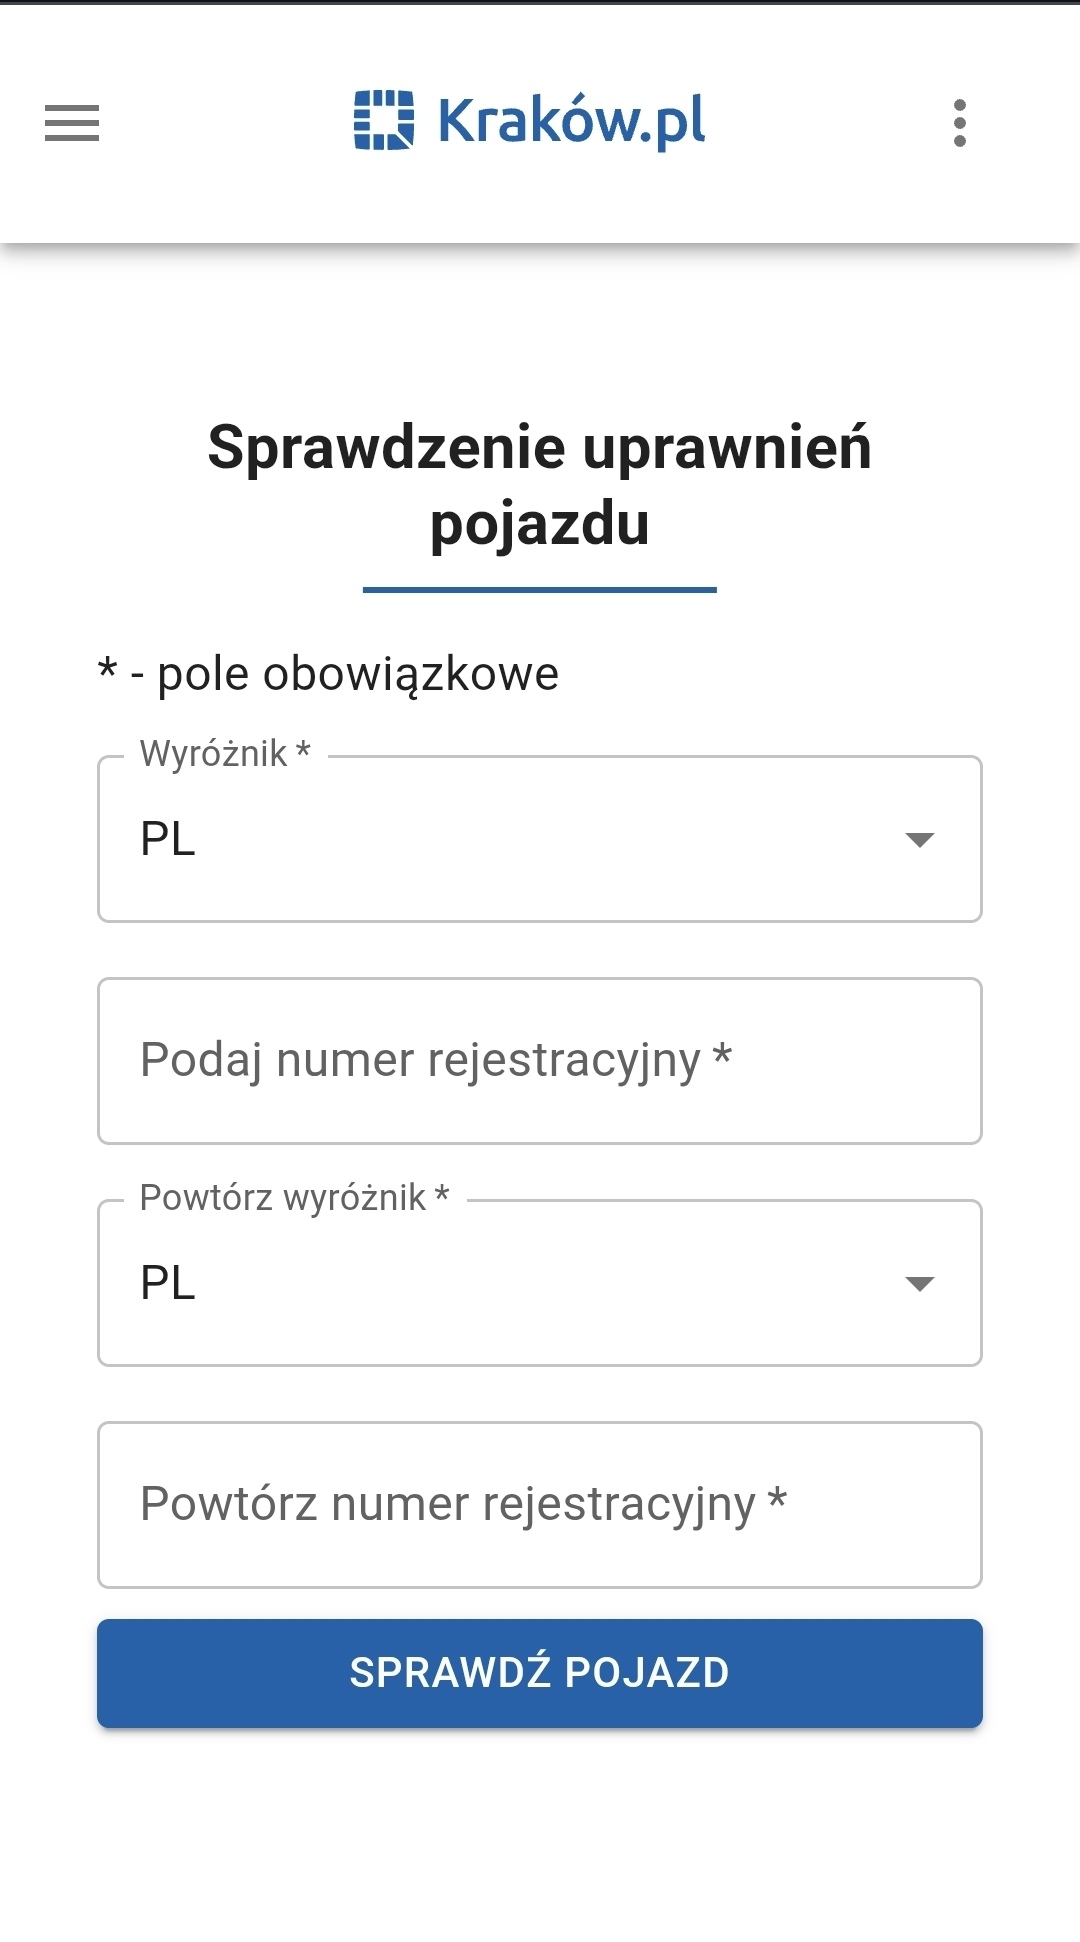 Kraków.pl
Sprawdzenie uprawnień
pojazdu
* - pole obowiązkowe
Wyróżnik *
PL
Podaj numer rejestracyjny *
Powtórz wyróżnik *
PL
Powtórz numer rejestracyjny *
SPRAWDŹ POJAZD